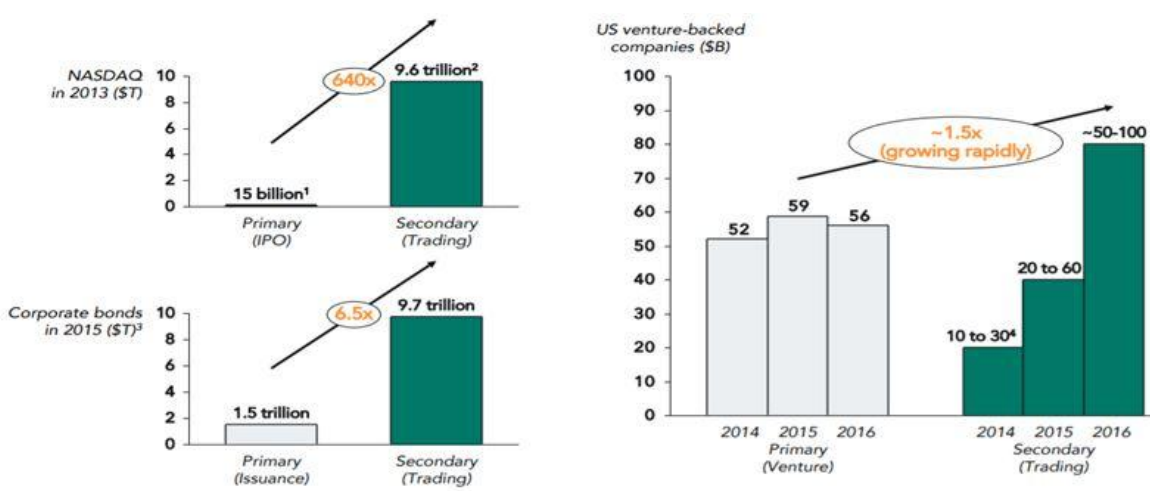 NASDAQ
in 2013 ($T)
10
8
6
4
2
0
640x
9.6 trillion²
15 billion¹
Primary
(IPO)
Secondary
(Trading)
Corporate bonds
in 2015 ($T)³
10
8
6
4
2
0
6.5x
9.7 trillion
1.5 trillion
Primary
(Issuance)
Secondary
(Trading)
US venture-backed
companies ($B)
100
90
80
70
60
50
40
30
20
10
0
~1.5x
(growing rapidly)
52
59
56
10 to 30⁴
20 to 60
~50-100
2014 2015 2016
Primary
(Venture)
2014 2015 2016
Secondary
(Trading)